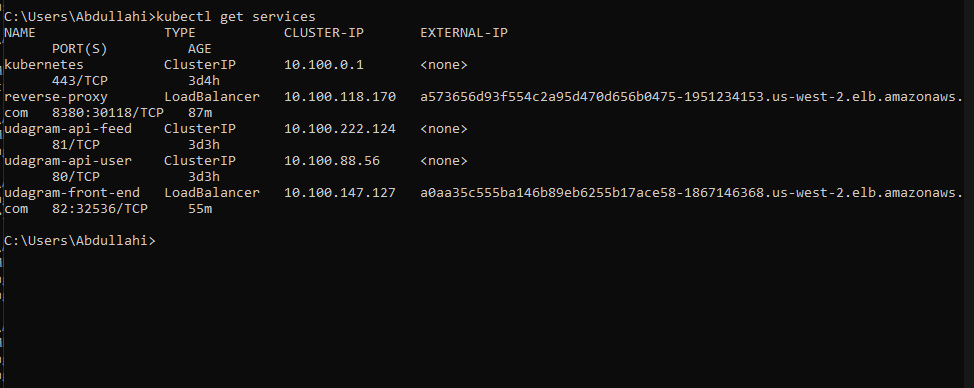 C:\Users\Abdullahi>kubectl get services
NAME                TYPE           CLUSTER-IP       EXTERNAL-IP
      PORT(S)          AGE
kubernetes          ClusterIP      10.100.0.1       <none>
      443/TCP          3d4h
reverse-proxy       LoadBalancer   10.100.118.170   a573656d93f554c2a95d470d656b0475-1951234153.us-west-2.elb.amazonaws.
com   8380:30118/TCP   87m
udagram-api-feed    ClusterIP      10.100.222.124   <none>
      81/TCP           3d3h
udagram-api-user    ClusterIP      10.100.88.56     <none>
      80/TCP           3d3h
udagram-front-end   LoadBalancer   10.100.147.127   a0aa35c555ba146b89eb6255b17ace58-1867146368.us-west-2.elb.amazonaws.
com   82:32536/TCP     55m
C:\Users\Abdullahi>